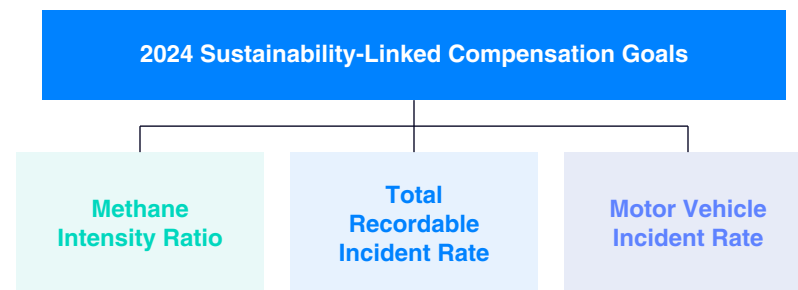 2024 Sustainability-Linked Compensation Goals
Methane
Intensity Ratio
Total
Recordable
Incident Rate
Motor Vehicle
Incident Rate